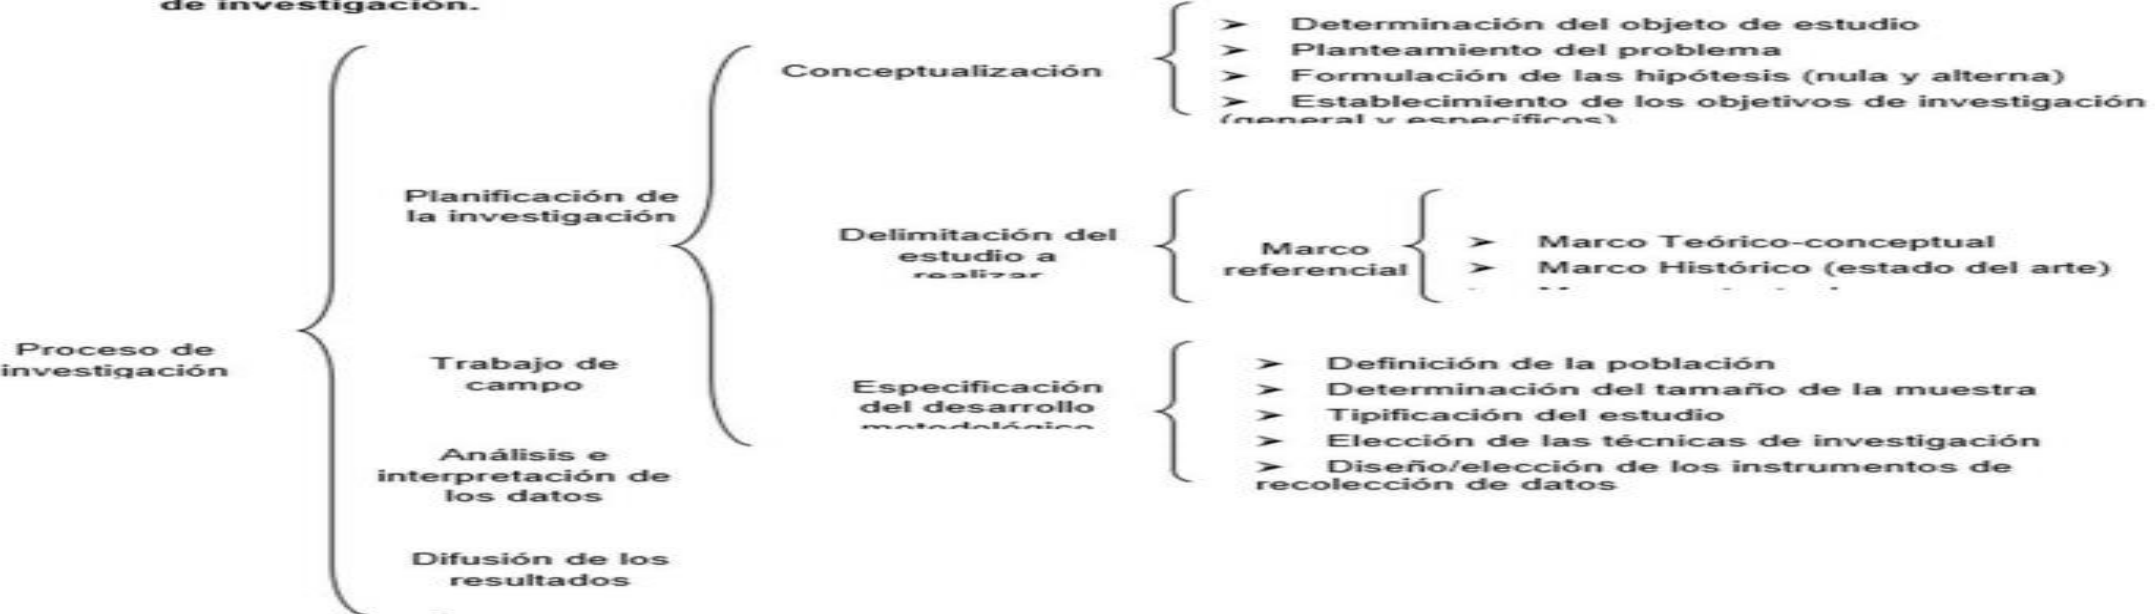 de investigación.
Proceso de
investigación
Planificación de
la investigación
Conceptualización
➢ Determinación del objeto de estudio
➢ Planteamiento del problema
➢ Formulación de las hipótesis (nula y alterna)
➢ Establecimiento de los objetivos de investigación
(general y específicos)
Delimitación del
estudio a
realizar
Marco
referencial
➢ Marco Teórico-conceptual
➢ Marco Histórico (estado del arte)
Especificación
del desarrollo
metodológico
➢ Definición de la población
➢ Determinación del tamaño de la muestra
➢ Tipificación del estudio
➢ Elección de las técnicas de investigación
➢ Diseño/elección de los instrumentos de
recolección de datos
Trabajo de
campo
Análisis e
interpretación de
los datos
Difusión de los
resultados